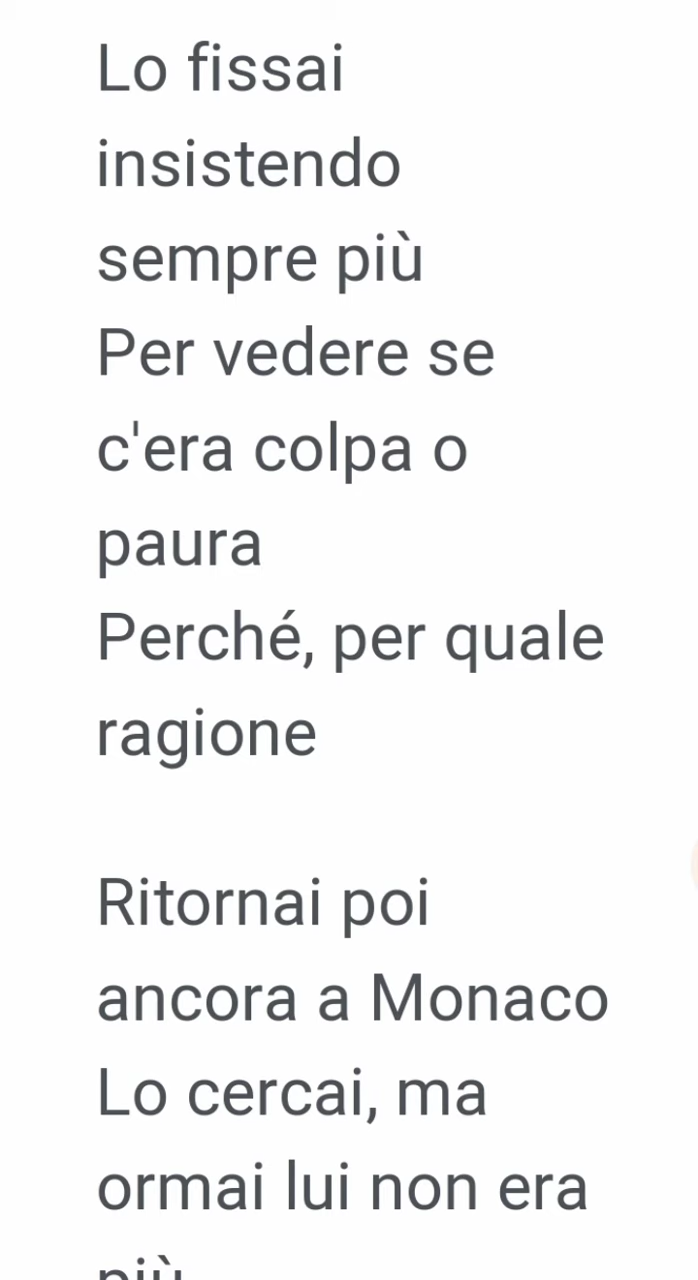 Lo fissai
insistendo
sempre più
Per vedere se
c'era colpa o
paura
Perché, per quale
ragione
Ritornai poi
ancora a Monaco
Lo cercai, ma
ormai lui non era
più